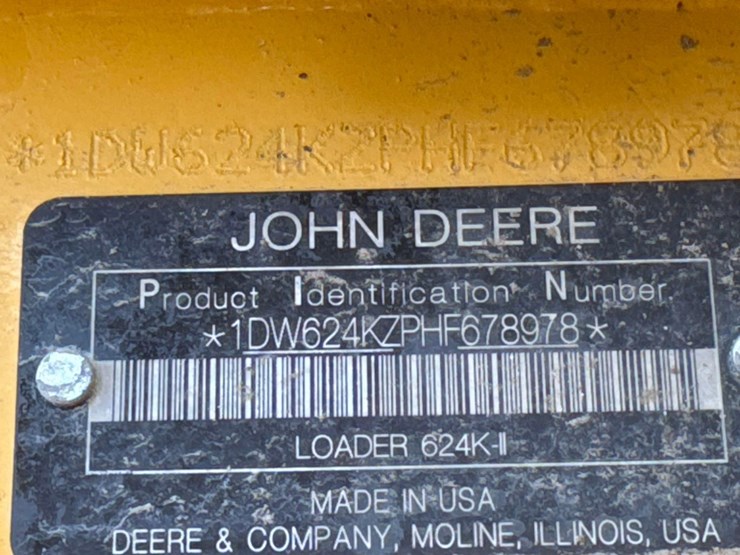 *1DW624KZPHF678978
JOHN DEERE
Product Identification Number
*1DW624KZPHF678978*
LOADER 624K-II
MADE IN USA
DEERE & COMPANY, MOLINE, ILLINOIS, USA